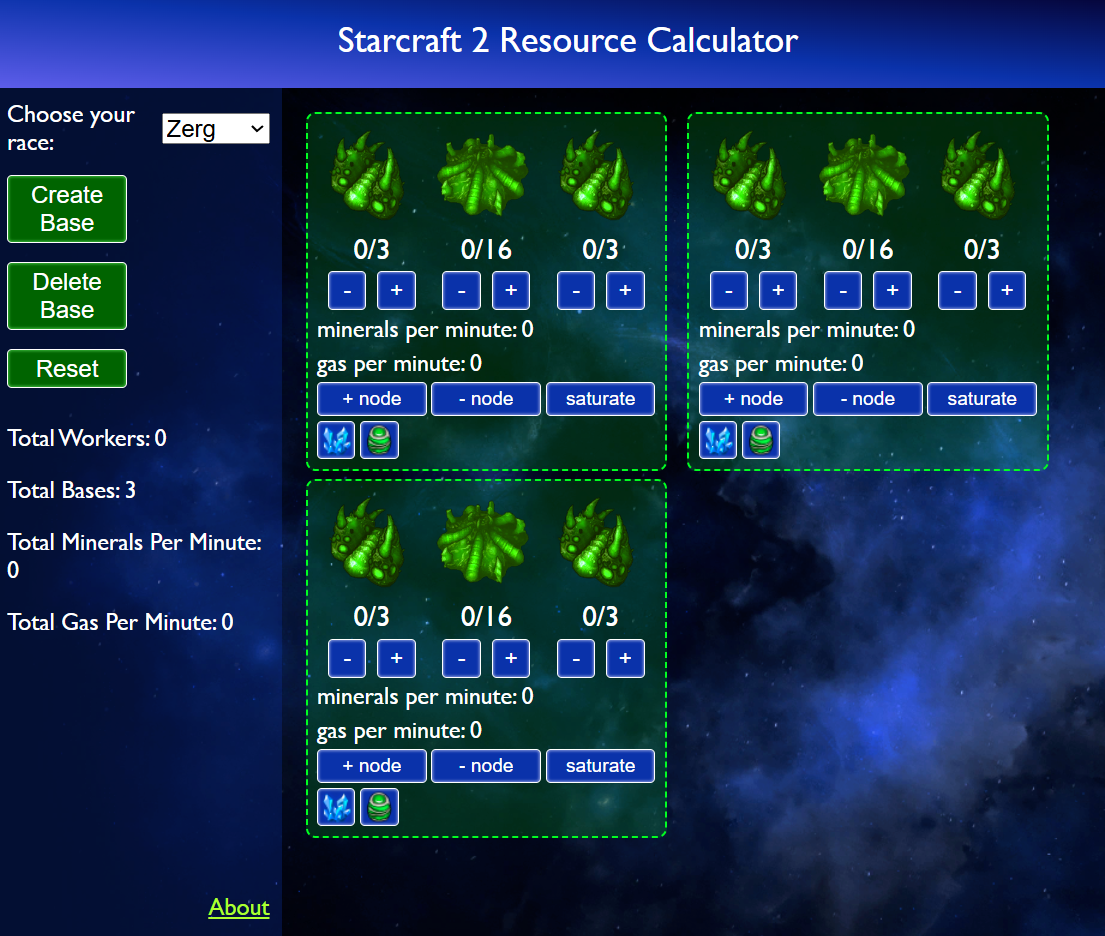 Starcraft 2 Resource Calculator
Choose your
race:
Zerg
Create
Base
Delete
Base
Reset
Total Workers: 0
Total Bases: 3
Total Minerals Per Minute:
0
Total Gas Per Minute: 0
About
0/3 0/16 0/3
- + - + - +
minerals per minute: 0
gas per minute: 0
+ node - node saturate
0/3 0/16 0/3
- + - + - +
minerals per minute: 0
gas per minute: 0
+ node - node saturate
0/3 0/16 0/3
- + - + - +
minerals per minute: 0
gas per minute: 0
+ node - node saturate